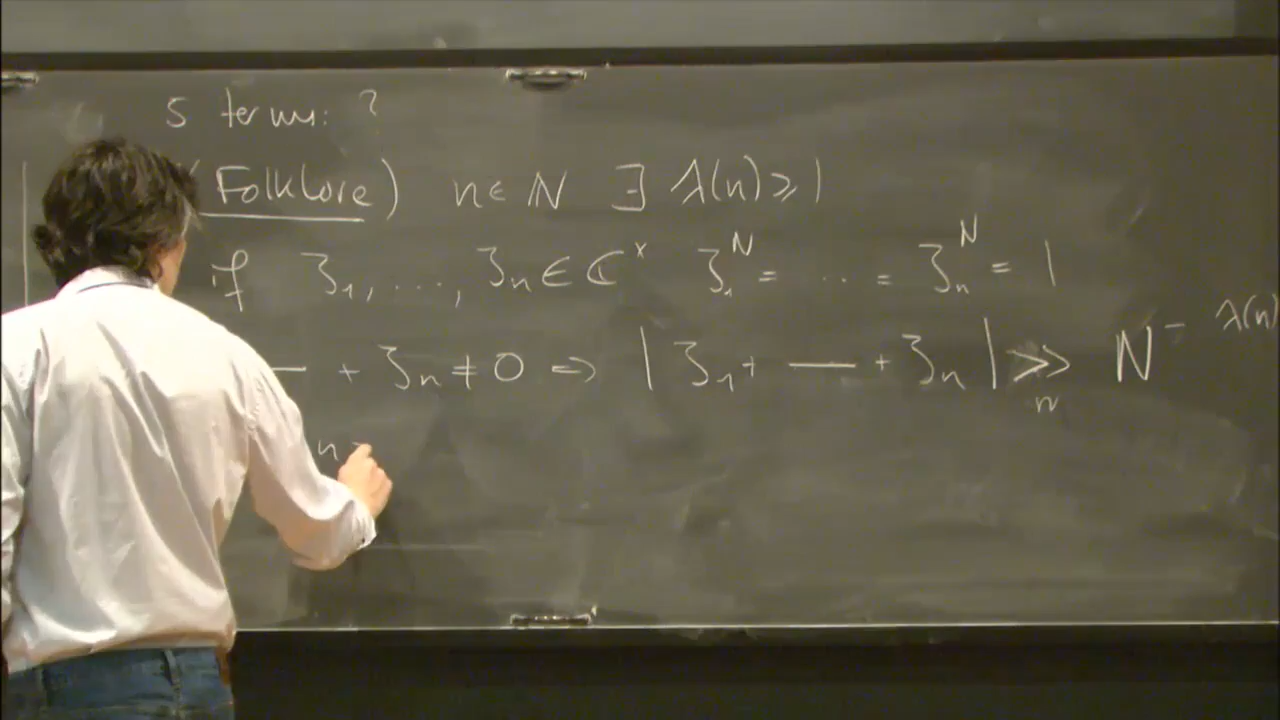 5 terms: ?
(Folklore) n ∈ ℕ ∃ λ(n) ⩾ 1
if ζ₁, ..., ζₙ ∈ ℂˣ ζ₁ᴺ = ... = ζₙᴺ = 1
— + ζₙ ≠ 0 ⇒ | ζ₁ + — + ζₙ | ≫ₙ N^{-λ(n)}
n